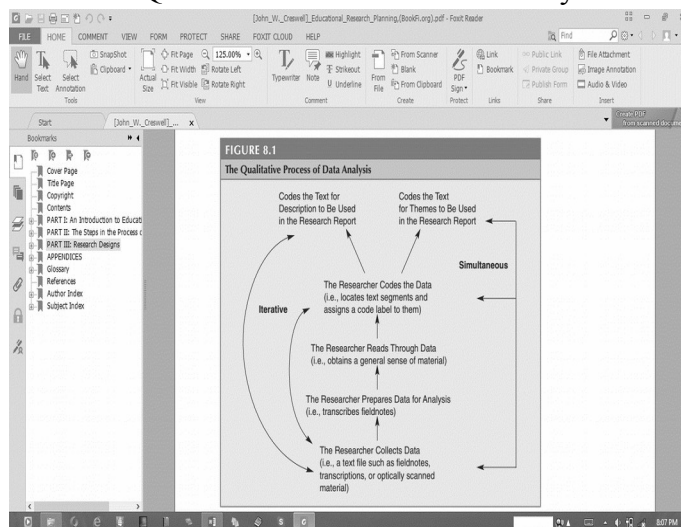 [John_W._Creswell]_Educational_Research_Planning,(BookFi.org).pdf - Foxit Reader
FILE HOME COMMENT VIEW FORM PROTECT SHARE FOXIT CLOUD HELP
Find
Hand
Select Text
Select Annotation
SnapShot
Clipboard
Tools
Actual Size
Fit Page
Fit Width
Fit Visible
125.00%
Rotate Left
Rotate Right
View
Typewriter
Note
Highlight
Strikeout
Underline
Comment
From File
From Scanner
Blank
From Clipboard
Create
PDF Sign
Protect
Link
Bookmark
Links
Public Link
Private Group
Publish Form
Share
File Attachment
Image Annotation
Audio & Video
Insert
Start
[John_W._Creswell]_... x
Create PDF
from scanned docume
Bookmarks
Cover Page
Title Page
Copyright
Contents
PART I: An Introduction to Educati
PART II: The Steps in the Process o
PART III: Research Designs
APPENDICES
Glossary
References
Author Index
Subject Index
FIGURE 8.1
The Qualitative Process of Data Analysis
Codes the Text for
Description to Be Used
in the Research Report
Codes the Text
for Themes to Be Used
in the Research Report
Simultaneous
The Researcher Codes the Data
(i.e., locates text segments and
assigns a code label to them)
Iterative
The Researcher Reads Through Data
(i.e., obtains a general sense of material)
The Researcher Prepares Data for Analysis
(i.e., transcribes fieldnotes)
The Researcher Collects Data
(i.e., a text file such as fieldnotes,
transcriptions, or optically scanned
material)
8:07 PM